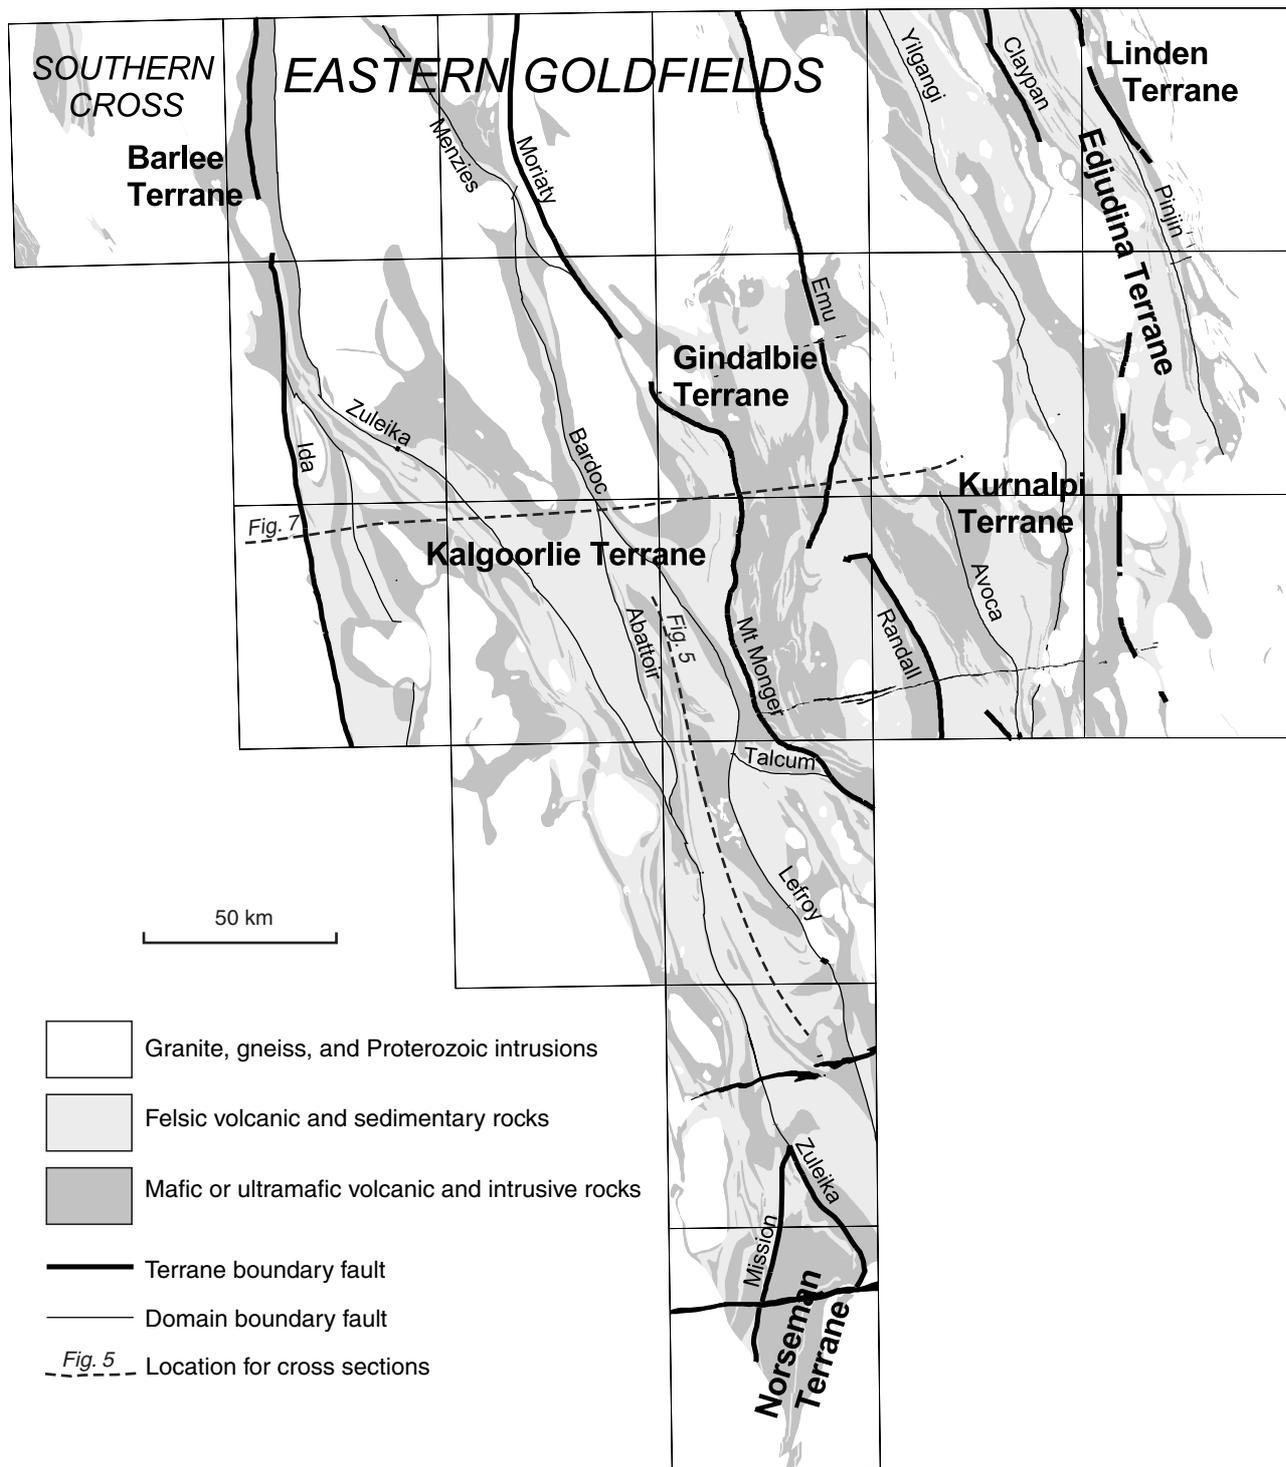 SOUTHERN
CROSS
EASTERN GOLDFIELDS
Barlee
Terrane
Menzies
Moriaty
Yilgangi
Claypan
Linden
Terrane
Edjudina Terrane
Pinjin
Emu
Gindalbie
Terrane
Zuleika
Ida
Bardoc
Kurnalpi
Terrane
Fig. 7
Kalgoorlie Terrane
Abattoir
Fig. 5
Mt Monger
Randall
Avoca
Talcum
Lefroy
50 km
Granite, gneiss, and Proterozoic intrusions
Felsic volcanic and sedimentary rocks
Mafic or ultramafic volcanic and intrusive rocks
Terrane boundary fault
Domain boundary fault
Fig. 5
Location for cross sections
Zuleika
Mission
Norseman
Terrane